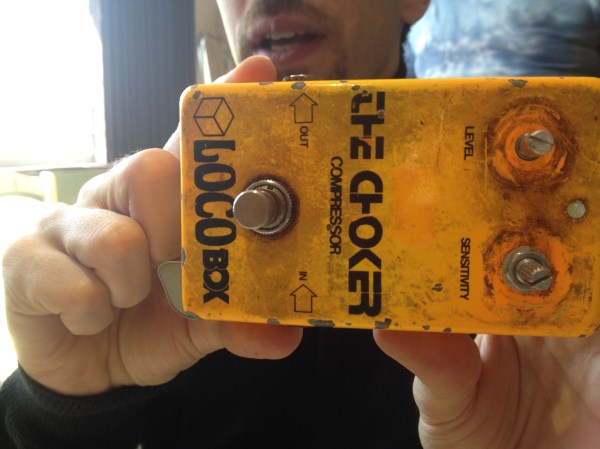 LEVEL
SENSITIVITY
THE CHOKER
COMPRESSOR
OUT
IN
LOCO BOX